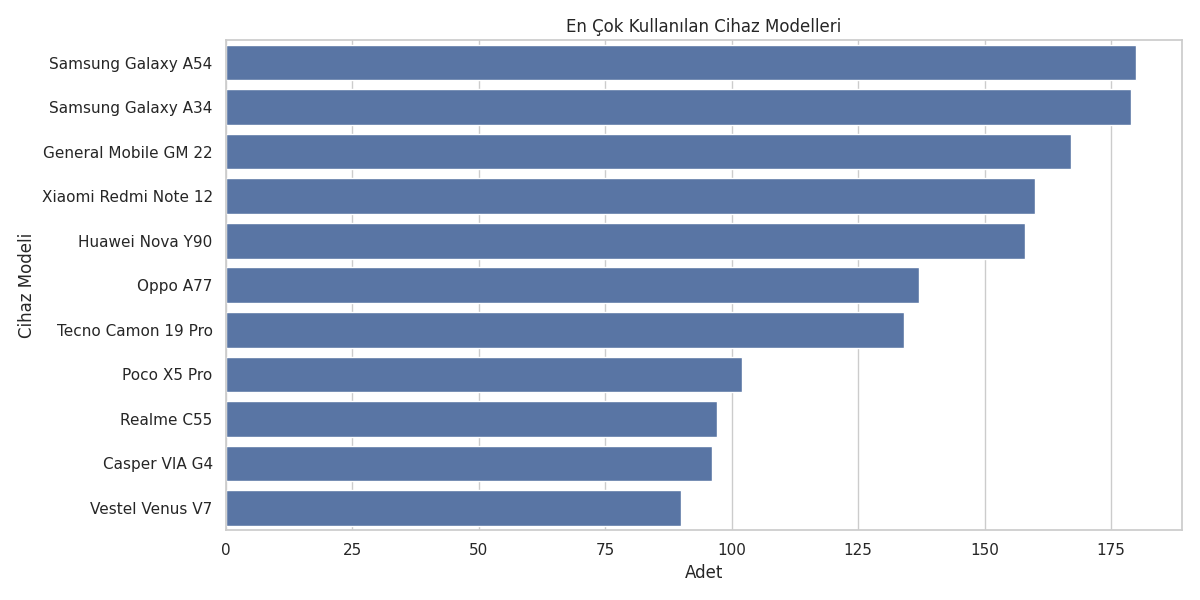 En Çok Kullanılan Cihaz Modelleri
Cihaz Modeli
Samsung Galaxy A54
Samsung Galaxy A34
General Mobile GM 22
Xiaomi Redmi Note 12
Huawei Nova Y90
Oppo A77
Tecno Camon 19 Pro
Poco X5 Pro
Realme C55
Casper VIA G4
Vestel Venus V7
0 25 50 75 100 125 150 175
Adet